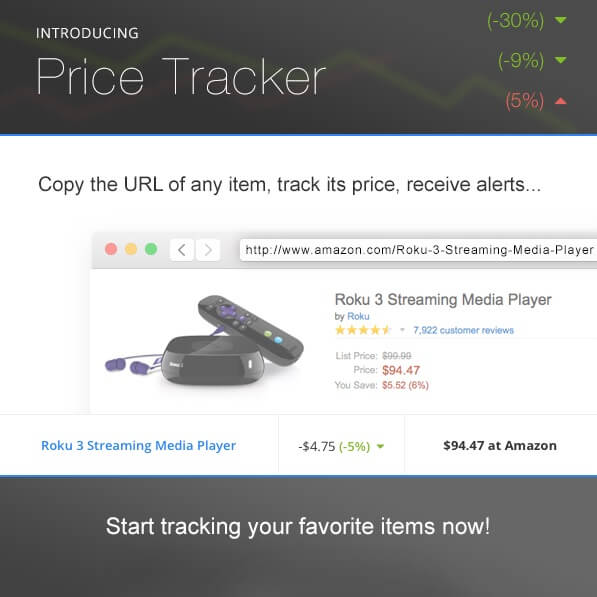 INTRODUCING
Price Tracker
(-30%)
(-9%)
(5%)
Copy the URL of any item, track its price, receive alerts...
http://www.amazon.com/Roku-3-Streaming-Media-Player
Roku 3 Streaming Media Player
by Roku
7,922 customer reviews
List Price: $99.99
Price: $94.47
You Save: $5.52 (6%)
Roku 3 Streaming Media Player -$4.75 (-5%) $94.47 at Amazon
Start tracking your favorite items now!